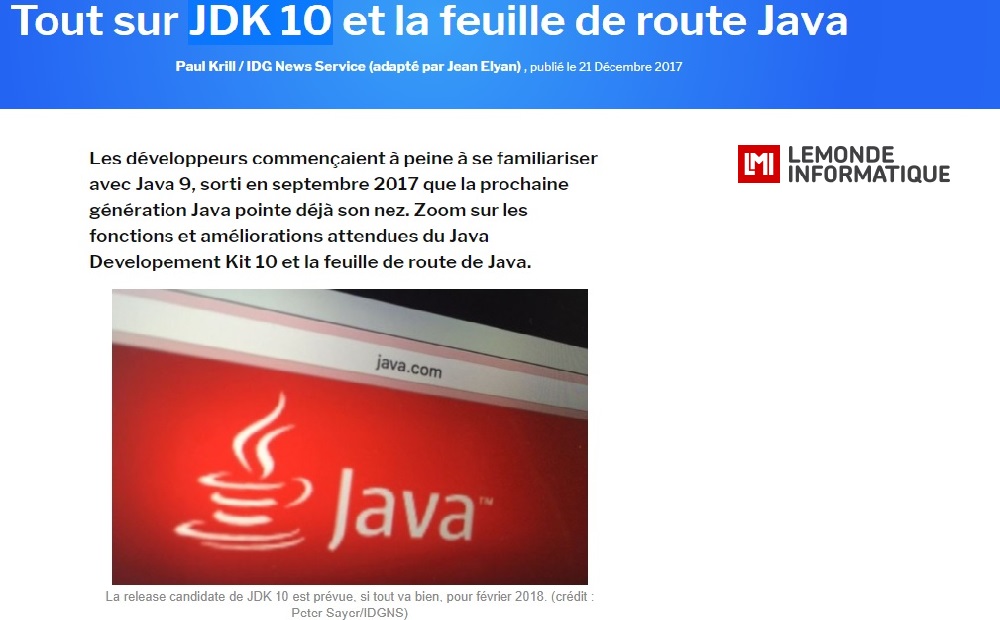 Tout sur JDK 10 et la feuille de route Java
Paul Krill / IDG News Service (adapté par Jean Elyan) , publié le 21 Décembre 2017
Les développeurs commençaient à peine à se familiariser
avec Java 9, sorti en septembre 2017 que la prochaine
génération Java pointe déjà son nez. Zoom sur les
fonctions et améliorations attendues du Java
Developement Kit 10 et la feuille de route de Java.
LMI LEMONDE
INFORMATIQUE
java.com
Java™
La release candidate de JDK 10 est prévue, si tout va bien, pour février 2018. (crédit :
Peter Sayer/IDGNS)